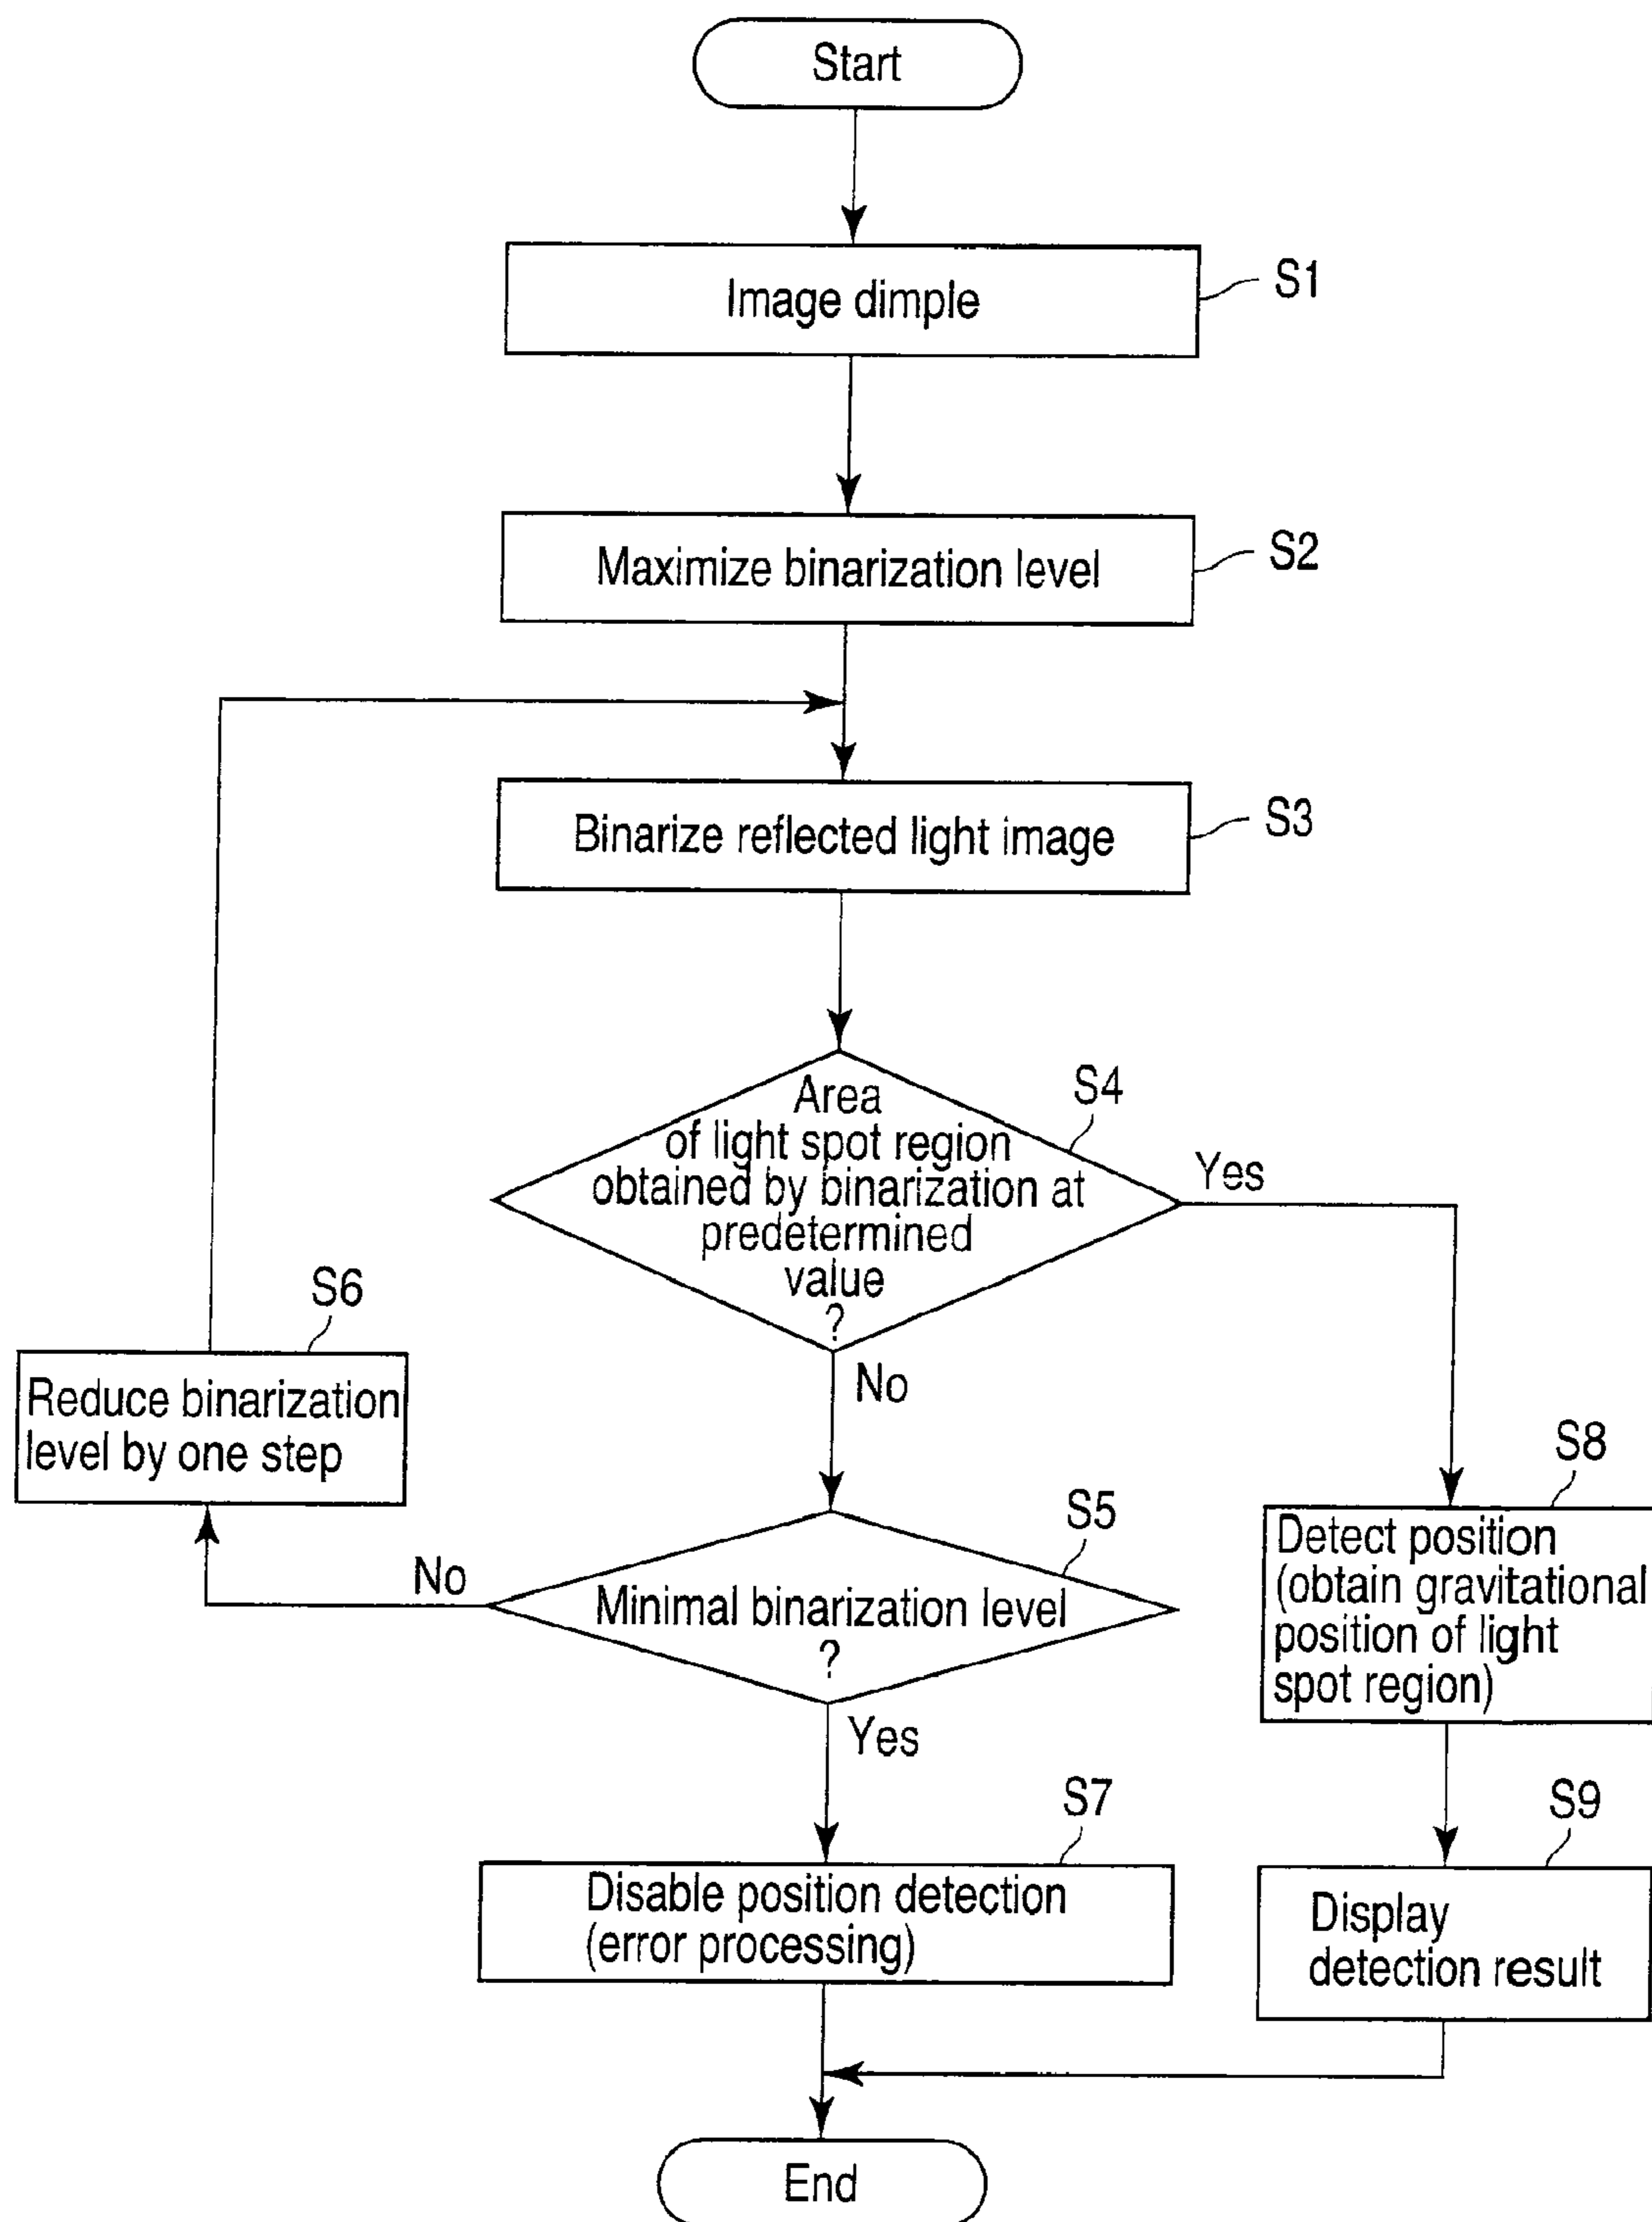 Start
Image dimple
S1
Maximize binarization level
S2
Binarize reflected light image
S3
Area
of light spot region
obtained by binarization at
predetermined
value
?
S4
Yes
No
S6
Reduce binarization
level by one step
S5
Minimal binarization level
?
No
Yes
S8
Detect position
(obtain gravitational
position of light
spot region)
S7
Disable position detection
(error processing)
S9
Display
detection result
End